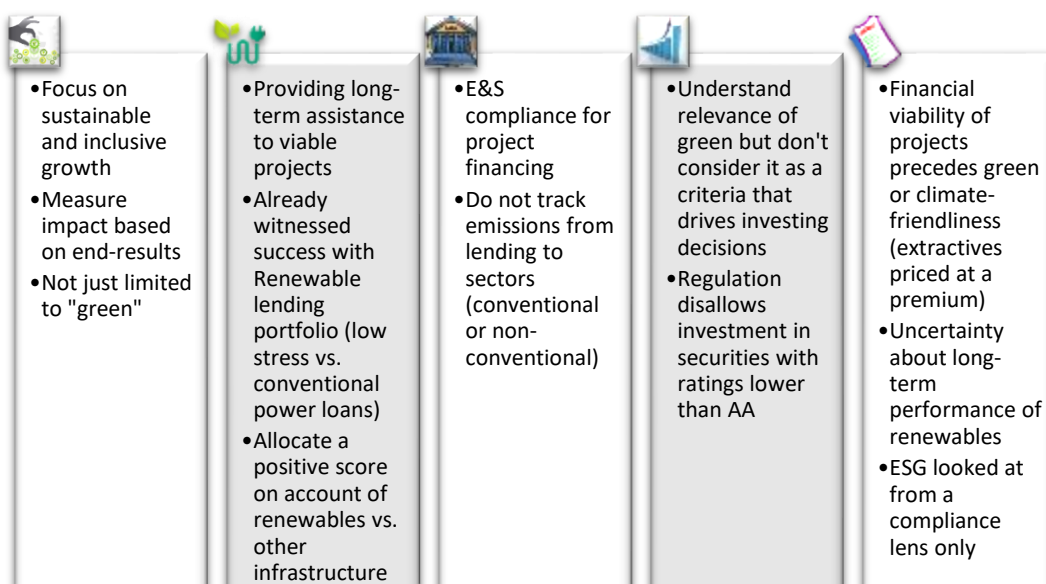 •Focus on
sustainable
and inclusive
growth
•Measure
impact based
on end-results
•Not just limited
to "green"
•Providing long-
term assistance
to viable
projects
•Already
witnessed
success with
Renewable
lending
portfolio (low
stress vs.
conventional
power loans)
•Allocate a
positive score
on account of
renewables vs.
other
infrastructure
•E&S
compliance for
project
financing
•Do not track
emissions from
lending to
sectors
(conventional
or non-
conventional)
•Understand
relevance of
green but don't
consider it as a
criteria that
drives investing
decisions
•Regulation
disallows
investment in
securities with
ratings lower
than AA
•Financial
viability of
projects
precedes green
or climate-
friendliness
(extractives
priced at a
premium)
•Uncertainty
about long-
term
performance of
renewables
•ESG looked at
from a
compliance
lens only